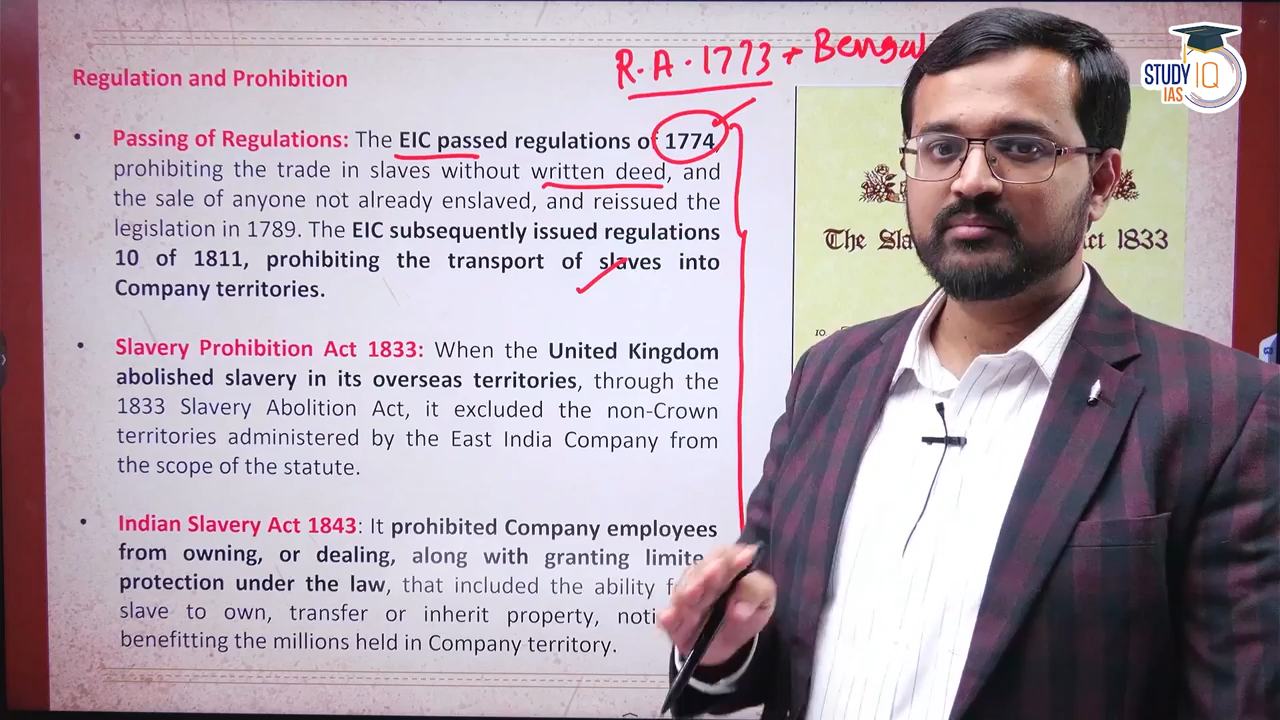 R.A. 1773 + Bengal
STUDY IQ
IAS
Regulation and Prohibition
• Passing of Regulations: The EIC passed regulations of 1774
prohibiting the trade in slaves without written deed, and
the sale of anyone not already enslaved, and reissued the
legislation in 1789. The EIC subsequently issued regulations
10 of 1811, prohibiting the transport of slaves into
Company territories.
The Sla ct 1833
10.
• Slavery Prohibition Act 1833: When the United Kingdom
abolished slavery in its overseas territories, through the
1833 Slavery Abolition Act, it excluded the non-Crown
territories administered by the East India Company from
the scope of the statute.
• Indian Slavery Act 1843: It prohibited Company employees
from owning, or dealing, along with granting limite
protection under the law, that included the ability f
slave to own, transfer or inherit property, noti
benefitting the millions held in Company territory.